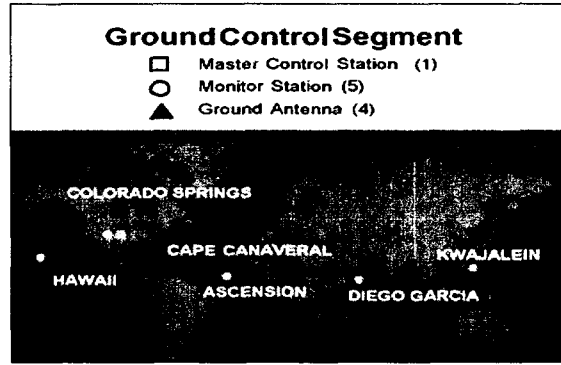 Ground Control Segment
Master Control Station (1)
Monitor Station (5)
Ground Antenna (4)
COLORADO SPRINGS
CAPE CANAVERAL
KWAJALEIN
HAWAII
ASCENSION
DIEGO GARCIA